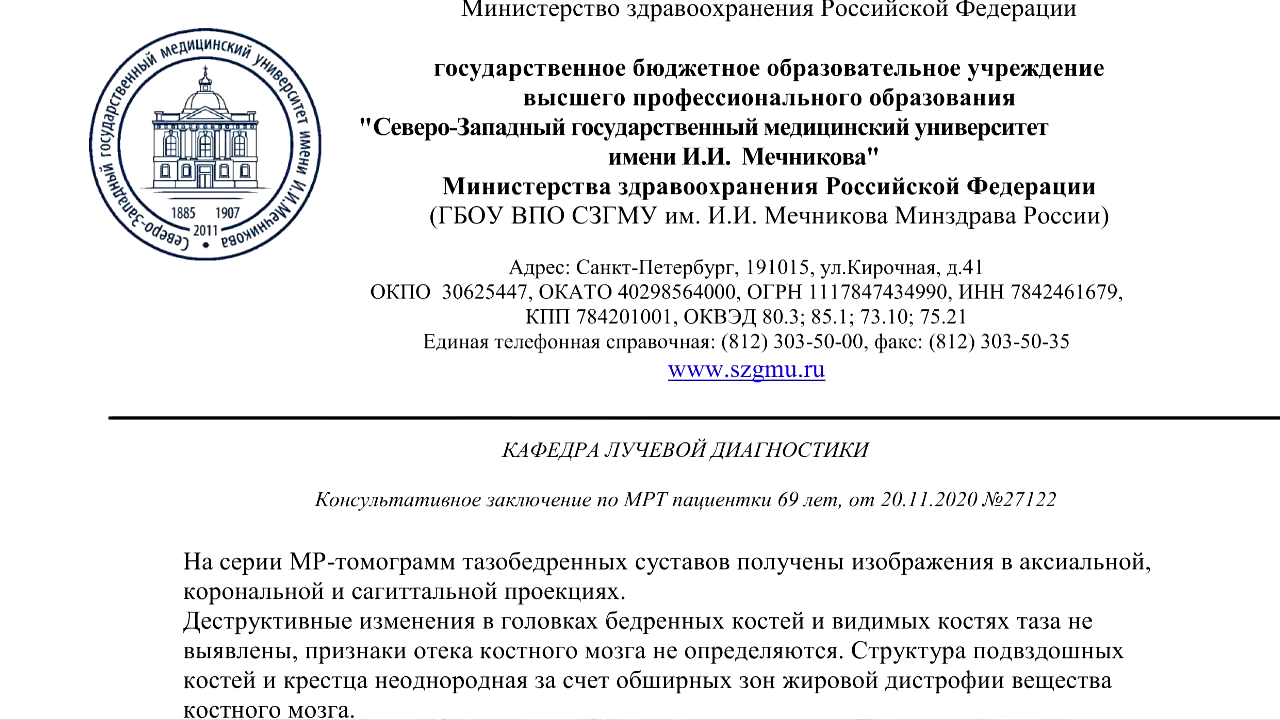 Министерство здравоохранения Российской Федерации
государственное бюджетное образовательное учреждение
высшего профессионального образования
"Северо-Западный государственный медицинский университет
имени И.И. Мечникова"
Министерства здравоохранения Российской Федерации
(ГБОУ ВПО СЗГМУ им. И.И. Мечникова Минздрава России)
Северо-Западный государственный медицинский университет имени И.И.Мечникова
1885 1907
2011
Адрес: Санкт-Петербург, 191015, ул.Кирочная, д.41
ОКПО 30625447, ОКАТО 40298564000, ОГРН 1117847434990, ИНН 7842461679,
КПП 784201001, ОКВЭД 80.3; 85.1; 73.10; 75.21
Единая телефонная справочная: (812) 303-50-00, факс: (812) 303-50-35
www.szgmu.ru
КАФЕДРА ЛУЧЕВОЙ ДИАГНОСТИКИ
Консультативное заключение по МРТ пациентки 69 лет, от 20.11.2020 №27122
На серии МР-томограмм тазобедренных суставов получены изображения в аксиальной,
корональной и сагиттальной проекциях.
Деструктивные изменения в головках бедренных костей и видимых костях таза не
выявлены, признаки отека костного мозга не определяются. Структура подвздошных
костей и крестца неоднородная за счет обширных зон жировой дистрофии вещества
костного мозга.